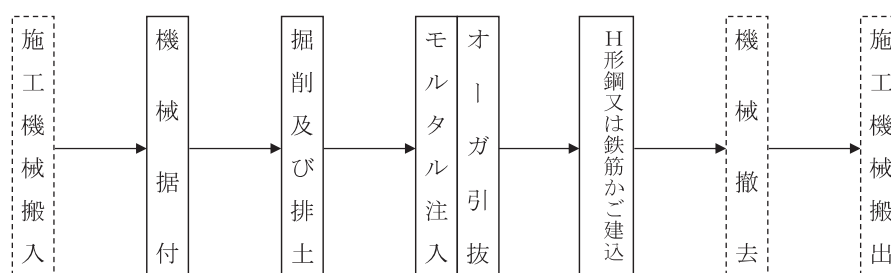 施工機械搬入
機械据付
掘削及び排土
モルタル注入
オーガ引抜
H形鋼又は鉄筋かご建込
機械撤去
施工機械搬出